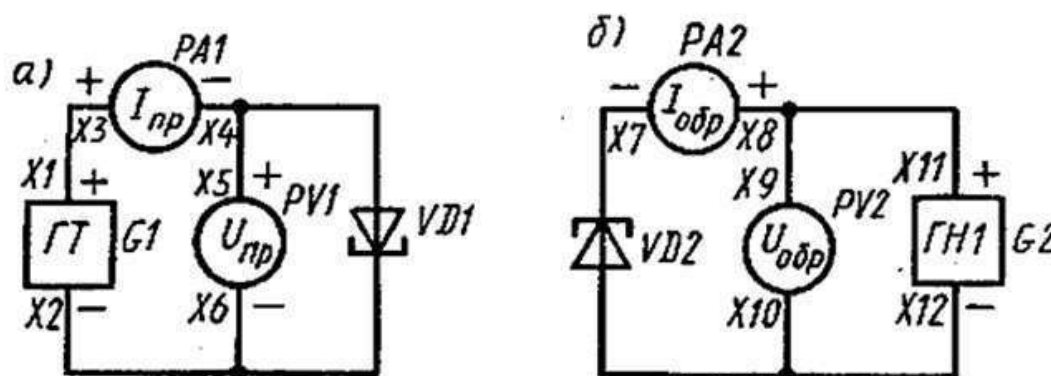 а)
PA1
+
−
Iпр
X3
X4
X1
+
ГТ
G1
X2
−
X5
+
PV1
Uпр
X6
−
VD1
б)
PA2
−
+
Iобр
X7
X8
X9
PV2
Uобр
X10
VD2
X11
+
ГН1
G2
X12
−